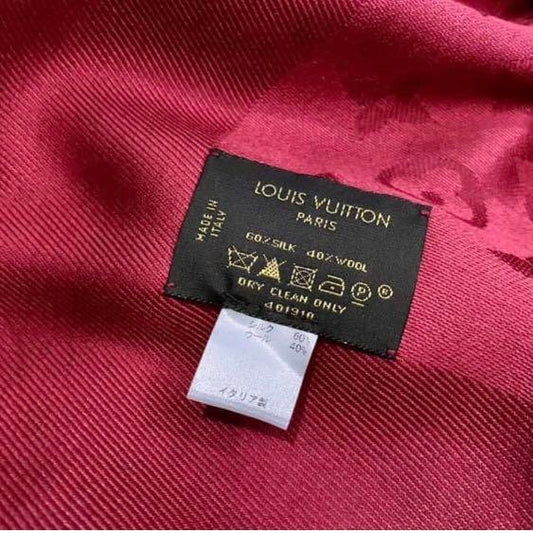 LOUIS VUITTON
PARIS
MADE IN
ITALY
60%SILK 40%WOOL
P ®
DRY CLEAN ONLY
401910
シルク 60%
ウール 40%
イタリア製